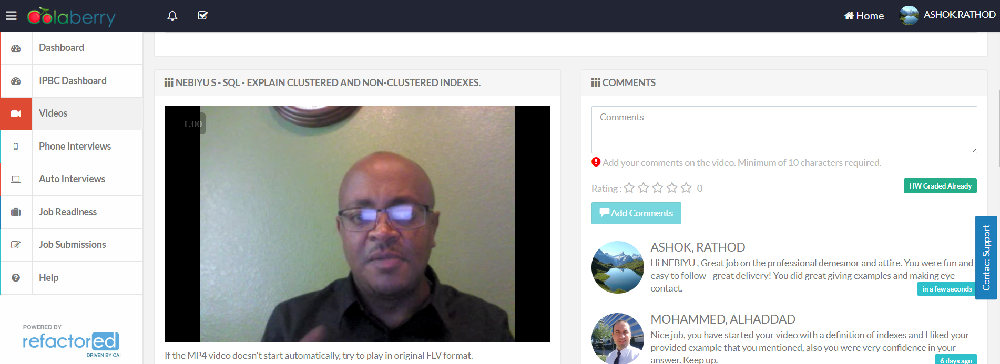 Colaberry
Home
ASHOK.RATHOD
Dashboard
IPBC Dashboard
Videos
Phone Interviews
Auto Interviews
Job Readiness
Job Submissions
Help
POWERED BY
refactored
DRIVEN BY CAI
NEBIYU S - SQL - EXPLAIN CLUSTERED AND NON-CLUSTERED INDEXES.
1.00
If the MP4 video doesn't start automatically, try to play in original FLV format.
COMMENTS
Comments
Add your comments on the video. Minimum of 10 characters required.
Rating : 0
HW Graded Already
Add Comments
ASHOK, RATHOD
Hi NEBIYU , Great job on the professional demeanor and attire. You were fun and
easy to follow - great delivery! You did great giving examples and making eye
contact.
in a few seconds
MOHAMMED, ALHADDAD
Nice job, you have started your video with a definition of indexes and I liked your
provided example that you mentioned, also you were very confidence in your
answer. Keep up.
6 days ago
Contact Support